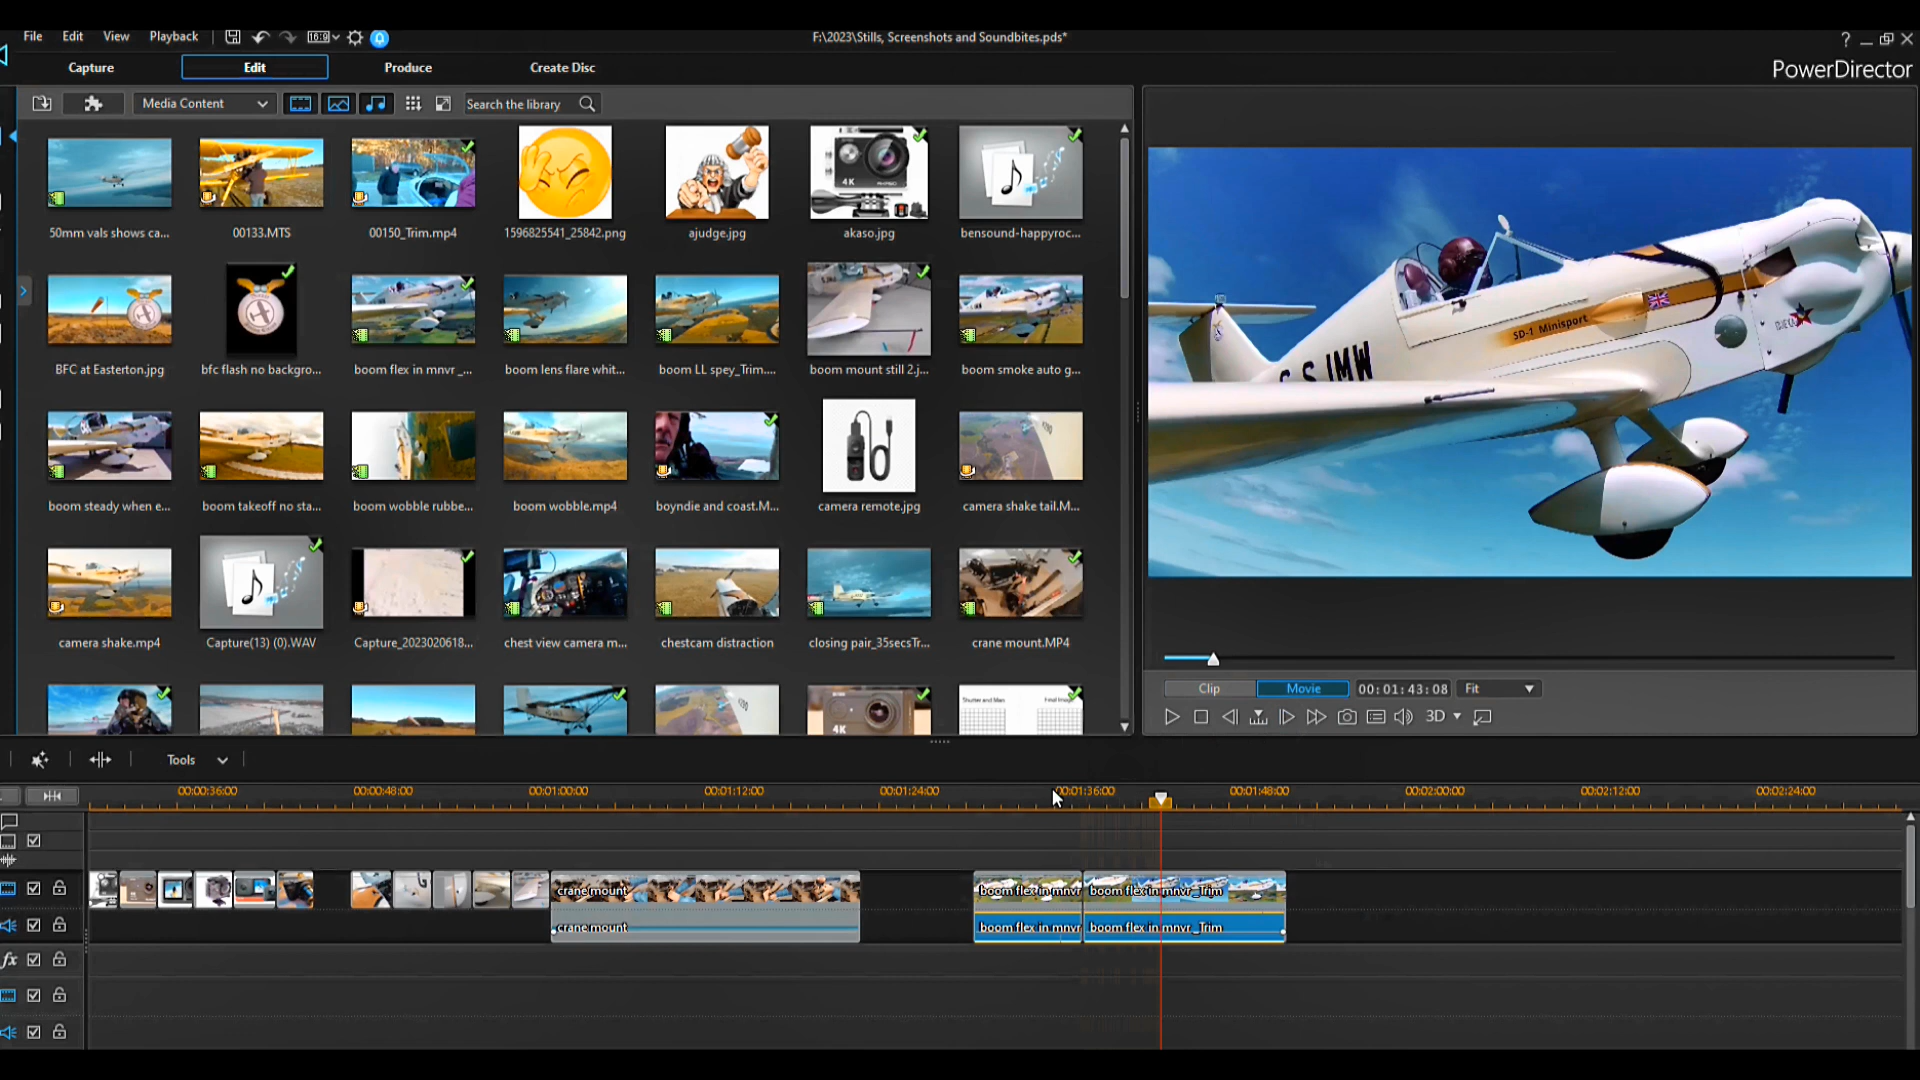 File Edit View Playback 16:9 F:\2023\Stills, Screenshots and Soundbites.pds* ?
Capture Edit Produce Create Disc PowerDirector
Media Content Search the library
4K
50mm vals shows ca... 00133.MTS 00150_Trim.mp4 1596825541_25842.png ajudge.jpg akaso.jpg bensound-happyroc...
SD-1 Minisport
BFC at Easterton.jpg bfc flash no backgro... boom flex in mnvr_... boom lens flare whit... boom LL spey_Trim.... boom mount still 2.j... boom smoke auto g...
boom steady when e... boom takeoff no sta... boom wobble rubbe... boom wobble.mp4 boyndie and coast.M... camera remote.jpg camera shake tail.M...
camera shake.mp4 Capture(13) (0).WAV Capture_2023020618... chest view camera m... chestcam distraction closing pair_35secsTr... crane mount.MP4
4K
Clip Movie 00:01:43:08 Fit
3D
Tools
00:00:36:00 00:00:48:00 00:01:00:00 00:01:12:00 00:01:24:00 00:01:36:00 00:01:48:00 00:02:00:00 00:02:12:00 00:02:24:00
crane mount boom flex in mnvr boom flex in mnvr_Trim
crane mount boom flex in mnvr boom flex in mnvr_Trim
fx